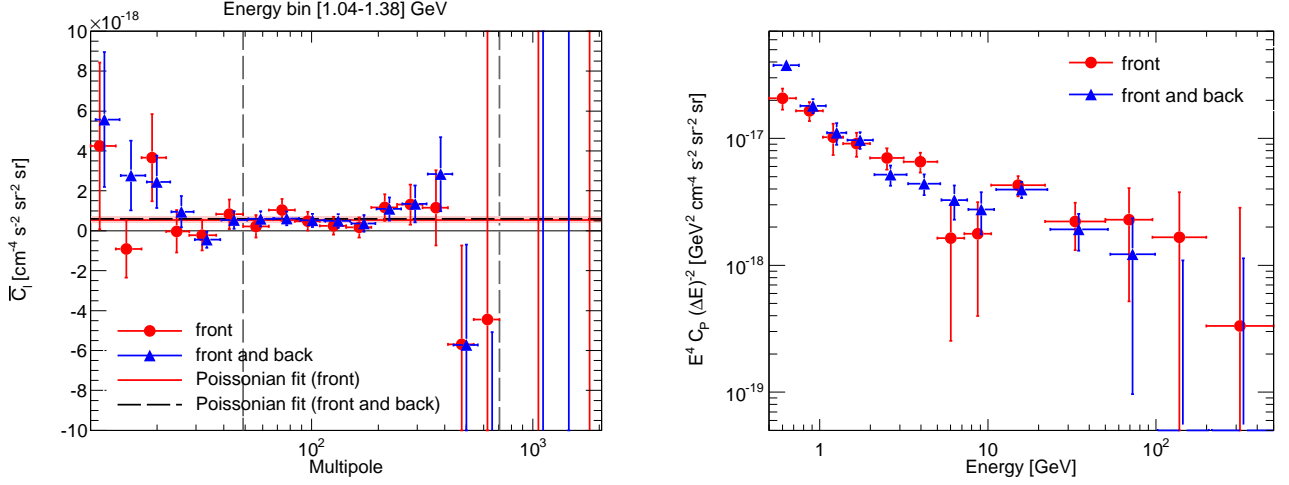 Energy bin [1.04-1.38] GeV
×10⁻¹⁸
10
8
6
4
2
0
-2
-4
-6
-8
-10
C̅ₗ [cm⁻⁴ s⁻² sr⁻² sr]
front
front and back
Poissonian fit (front)
Poissonian fit (front and back)
10²
10³
Multipole
front
front and back
10⁻¹⁷
10⁻¹⁸
10⁻¹⁹
E⁴ C_P (ΔE)⁻² [GeV² cm⁻⁴ s⁻² sr⁻² sr]
1
10
10²
Energy [GeV]